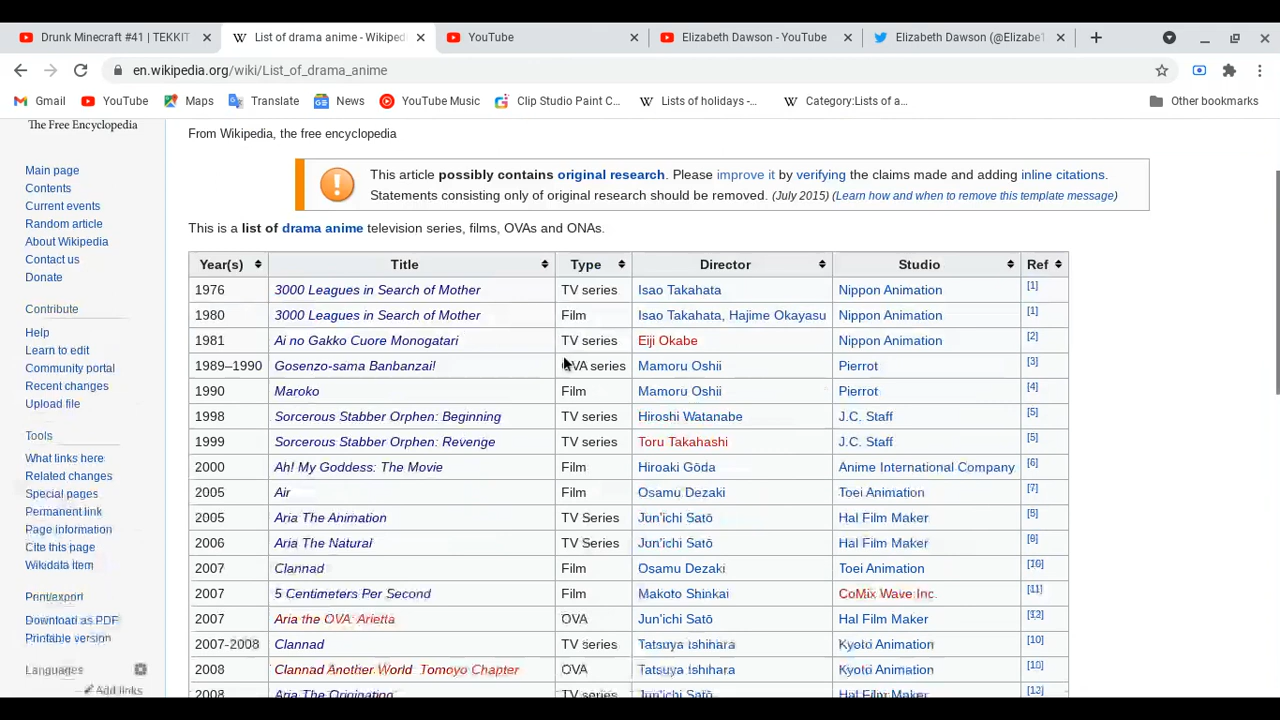 Drunk Minecraft #41 | TEKKIT
List of drama anime - Wikiped
YouTube
Elizabeth Dawson - YouTube
Elizabeth Dawson (@Elizabe
en.wikipedia.org/wiki/List_of_drama_anime
Gmail YouTube Maps Translate News YouTube Music Clip Studio Paint C... Lists of holidays -... Category:Lists of a... Other bookmarks
The Free Encyclopedia
Main page
Contents
Current events
Random article
About Wikipedia
Contact us
Donate
Contribute
Help
Learn to edit
Community portal
Recent changes
Upload file
Tools
What links here
Related changes
Special pages
Permanent link
Page information
Cite this page
Wikidata item
Print/export
Download as PDF
Printable version
Languages
Add links
From Wikipedia, the free encyclopedia
This article possibly contains original research. Please improve it by verifying the claims made and adding inline citations.
Statements consisting only of original research should be removed. (July 2015) (Learn how and when to remove this template message)
This is a list of drama anime television series, films, OVAs and ONAs.
Year(s) Title Type Director Studio Ref
1976 3000 Leagues in Search of Mother TV series Isao Takahata Nippon Animation [1]
1980 3000 Leagues in Search of Mother Film Isao Takahata, Hajime Okayasu Nippon Animation [1]
1981 Ai no Gakko Cuore Monogatari TV series Eiji Okabe Nippon Animation [2]
1989–1990 Gosenzo-sama Banbanzai! OVA series Mamoru Oshii Pierrot [3]
1990 Maroko Film Mamoru Oshii Pierrot [4]
1998 Sorcerous Stabber Orphen: Beginning TV series Hiroshi Watanabe J.C. Staff [5]
1999 Sorcerous Stabber Orphen: Revenge TV series Toru Takahashi J.C. Staff [5]
2000 Ah! My Goddess: The Movie Film Hiroaki Gōda Anime International Company [6]
2005 Air Film Osamu Dezaki Toei Animation [7]
2005 Aria The Animation TV Series Jun'ichi Satō Hal Film Maker
2006 Aria The Natural TV Series Jun'ichi Satō Hal Film Maker
2007 Clannad Film Osamu Dezaki Toei Animation [10]
2007 5 Centimeters Per Second Film Makoto Shinkai CoMix Wave Inc. [11]
2007 Aria the OVA: Arietta OVA Jun'ichi Satō Hal Film Maker
2007-2008 Clannad TV series Tatsuya Ishihara Kyoto Animation [10]
2008 Clannad Another World Tomoyo Chapter OVA Tatsuya Ishihara Kyoto Animation [10]
2008 Aria The Origination TV series Jun'ichi Satō Hal Film Maker